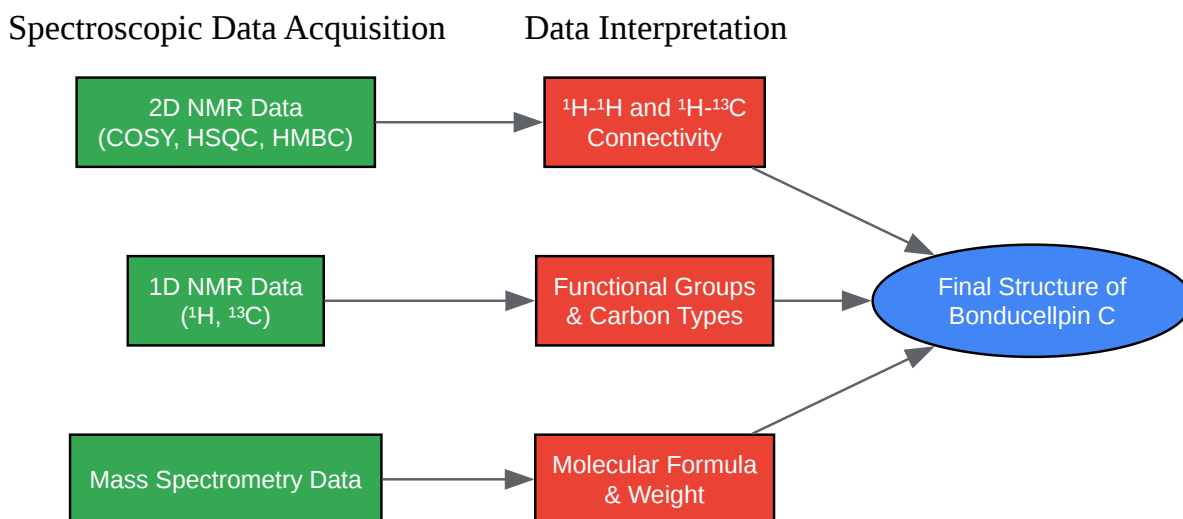 Spectroscopic Data Acquisition
Data Interpretation
2D NMR Data
(COSY, HSQC, HMBC)
¹H-¹H and ¹H-¹³C
Connectivity
1D NMR Data
(¹H, ¹³C)
Functional Groups
& Carbon Types
Final Structure of
Bonducellpin C
Mass Spectrometry Data
Molecular Formula
& Weight